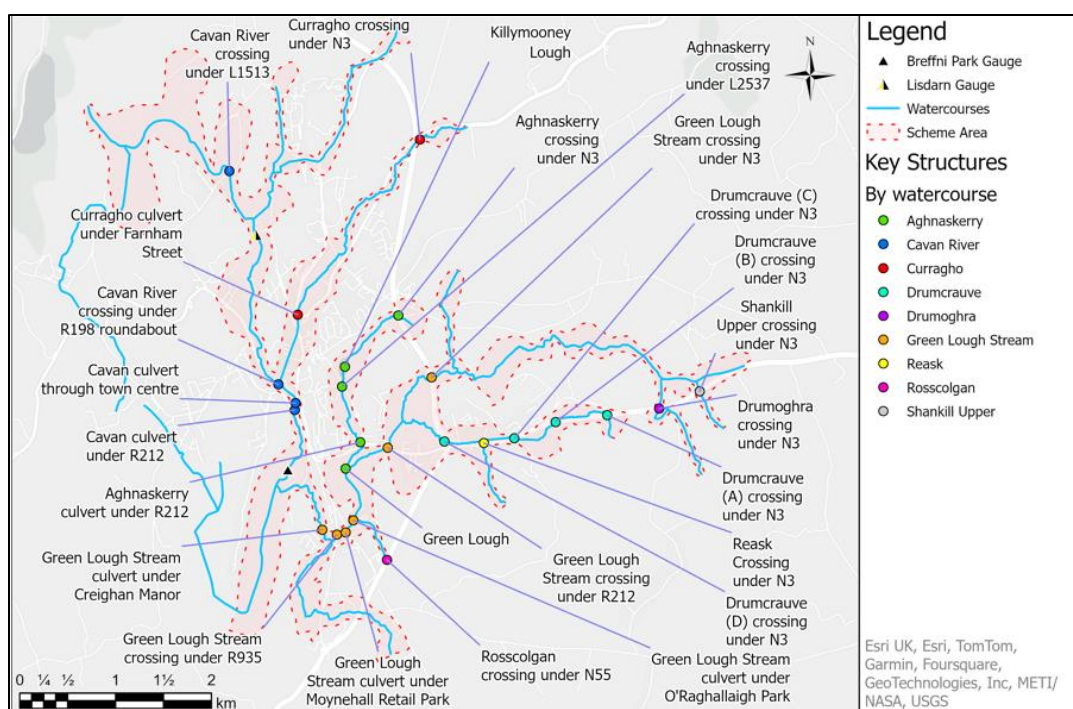 Cavan River
crossing
under L1513
Curragho crossing
under N3
Killymooney
Lough
Aghnaskerry
crossing
under L2537
Aghnaskerry
crossing
under N3
Green Lough
Stream crossing
under N3
N
Drumcrauve (C)
crossing under N3
Drumcrauve
(B) crossing
under N3
Shankill
Upper crossing
under N3
Curragho culvert
under Farnham
Street
Cavan River
crossing under
R198 roundabout
Cavan culvert
through town centre
Cavan culvert
under R212
Aghnaskerry
culvert under R212
Green Lough Stream
culvert under
Creighan Manor
Green Lough Stream
crossing under R935
Green Lough
Stream culvert under
Moynehall Retail Park
Rosscolgan
crossing under N55
Green Lough
Green Lough
Stream crossing
under R212
Green Lough Stream
culvert under
O'Raghallaigh Park
Drumcrauve
(D) crossing
under N3
Reask
Crossing
under N3
Drumcrauve
(A) crossing
under N3
Drumoghra
crossing
under N3
0 ¼ ½ 1 1½ 2
km
Legend
Breffni Park Gauge
Lisdarn Gauge
Watercourses
Scheme Area
Key Structures
By watercourse
Aghnaskerry
Cavan River
Curragho
Drumcrauve
Drumoghra
Green Lough Stream
Reask
Rosscolgan
Shankill Upper
Esri UK, Esri, TomTom,
Garmin, Foursquare,
GeoTechnologies, Inc, METI/
NASA, USGS